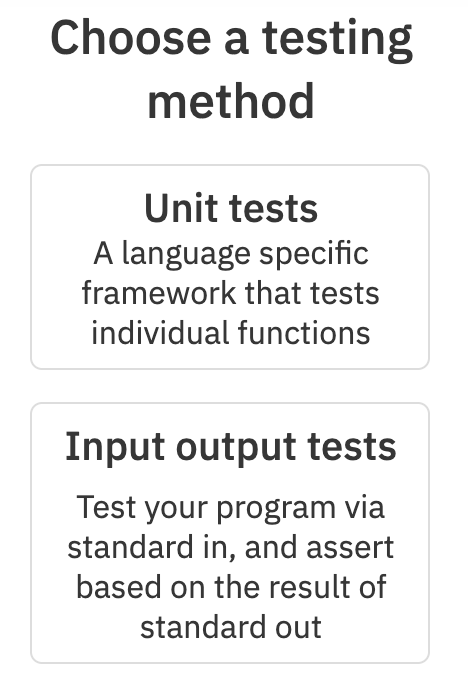 Choose a testing
method
Unit tests
A language specific
framework that tests
individual functions
Input output tests
Test your program via
standard in, and assert
based on the result of
standard out